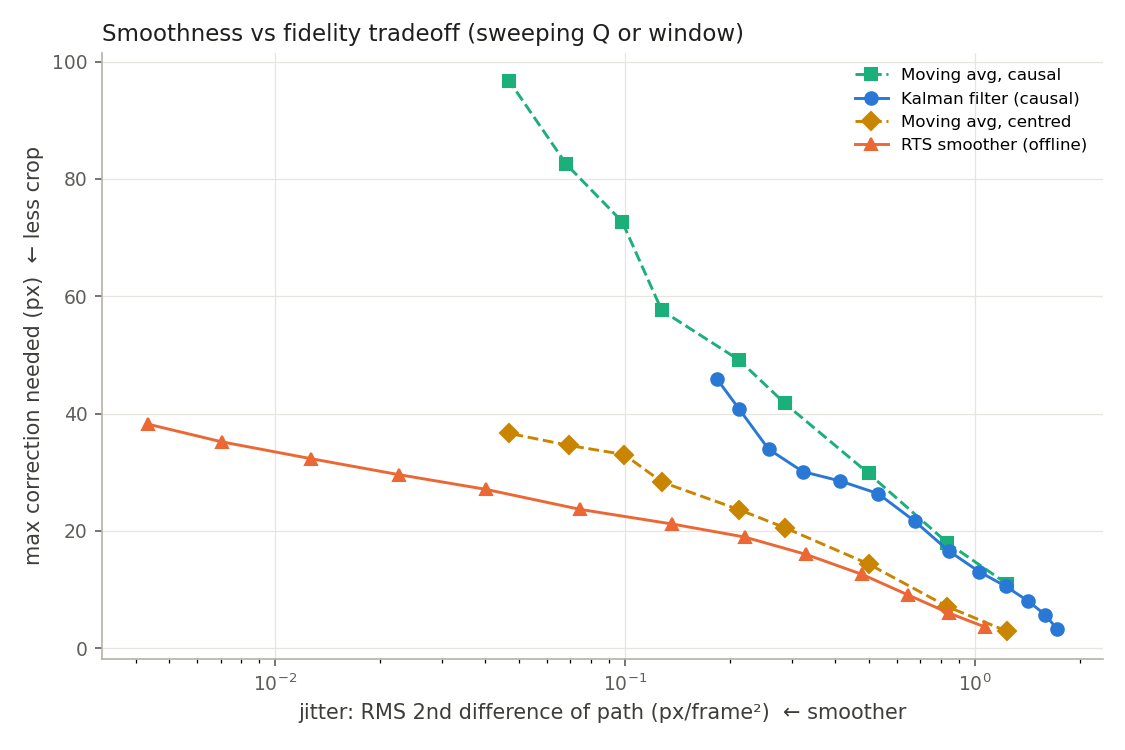 Smoothness vs fidelity tradeoff (sweeping Q or window)
Moving avg, causal
Kalman filter (causal)
Moving avg, centred
RTS smoother (offline)
max correction needed (px) ← less crop
100
80
60
40
20
0
10⁻²
10⁻¹
10⁰
jitter: RMS 2nd difference of path (px/frame²) ← smoother